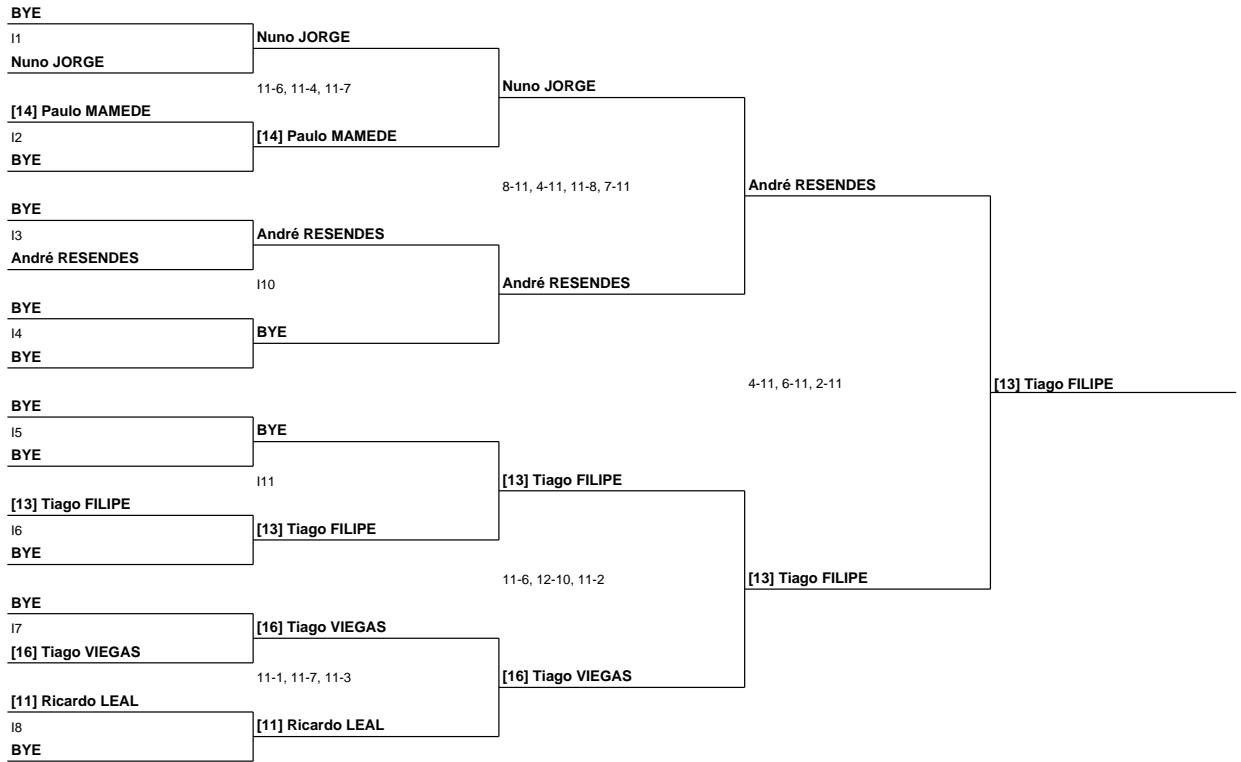 BYE
I1
Nuno JORGE
[14] Paulo MAMEDE
I2
BYE
BYE
I3
André RESENDES
BYE
I4
BYE
BYE
I5
BYE
[13] Tiago FILIPE
I6
BYE
BYE
I7
[16] Tiago VIEGAS
[11] Ricardo LEAL
I8
BYE
Nuno JORGE
11-6, 11-4, 11-7
[14] Paulo MAMEDE
André RESENDES
I10
BYE
BYE
I11
[13] Tiago FILIPE
[16] Tiago VIEGAS
11-1, 11-7, 11-3
[11] Ricardo LEAL
Nuno JORGE
8-11, 4-11, 11-8, 7-11
André RESENDES
[13] Tiago FILIPE
11-6, 12-10, 11-2
[16] Tiago VIEGAS
André RESENDES
4-11, 6-11, 2-11
[13] Tiago FILIPE
[13] Tiago FILIPE